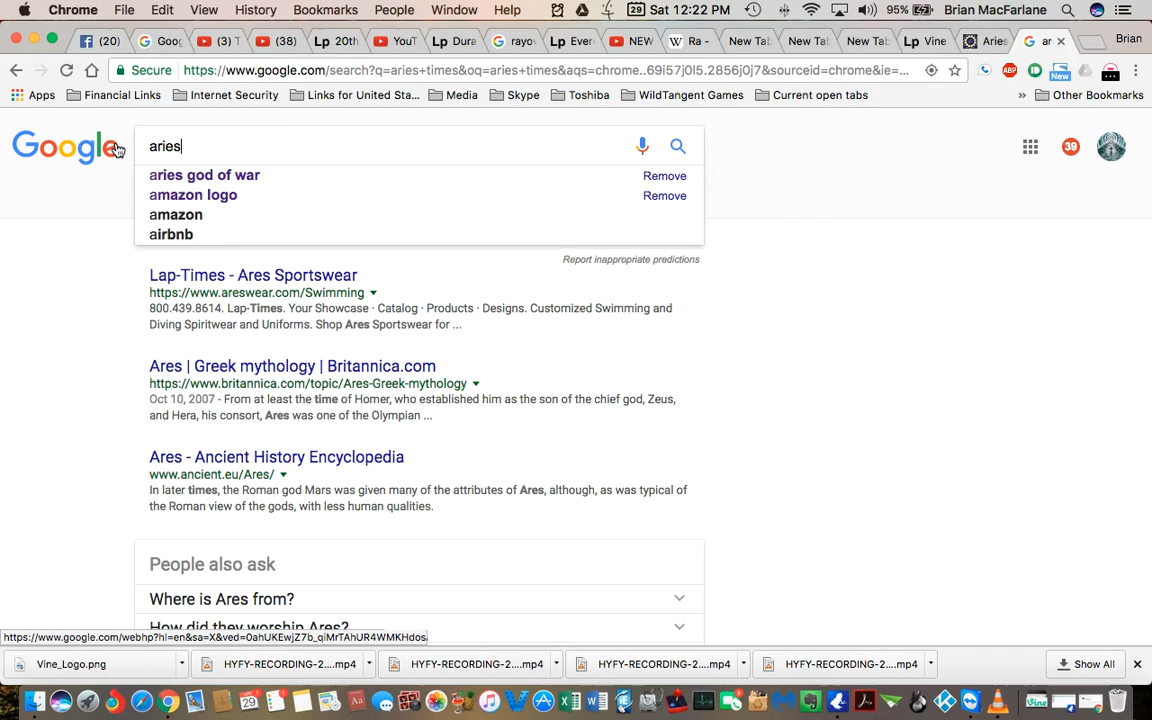 Chrome File Edit View History Bookmarks People Window Help 29 Sat 12:22 PM 95% Brian MacFarlane
(20) Goog (3) T (38) Lp 20th YouT Lp Dura rayo Lp Ever NEW W Ra - New Tab New Tab New Tab Lp Vine Aries ar Brian
Secure https://www.google.com/search?q=aries+times&oq=aries+times&aqs=chrome..69i57j0l5.2856j0j7&sourceid=chrome&ie=... ABP New
Apps Financial Links Internet Security Links for United Sta... Media Skype Toshiba WildTangent Games Current open tabs » Other Bookmarks
Google aries 39
aries god of war Remove
amazon logo Remove
amazon
airbnb
Report inappropriate predictions
Lap-Times - Ares Sportswear
https://www.areswear.com/Swimming
800.439.8614. Lap-Times. Your Showcase · Catalog · Products · Designs. Customized Swimming and
Diving Spiritwear and Uniforms. Shop Ares Sportswear for ...
Ares | Greek mythology | Britannica.com
https://www.britannica.com/topic/Ares-Greek-mythology
Oct 10, 2007 - From at least the time of Homer, who established him as the son of the chief god, Zeus,
and Hera, his consort, Ares was one of the Olympian ...
Ares - Ancient History Encyclopedia
www.ancient.eu/Ares/
In later times, the Roman god Mars was given many of the attributes of Ares, although, as was typical of
the Roman view of the gods, with less human qualities.
People also ask
Where is Ares from?
How did they worship Ares?
https://www.google.com/webhp?hl=en&sa=X&ved=0ahUKEwjZ7b_qiMrTAhUR4WMKHdos
Vine_Logo.png HYFY-RECORDING-2....mp4 HYFY-RECORDING-2....mp4 HYFY-RECORDING-2....mp4 HYFY-RECORDING-2....mp4 Show All